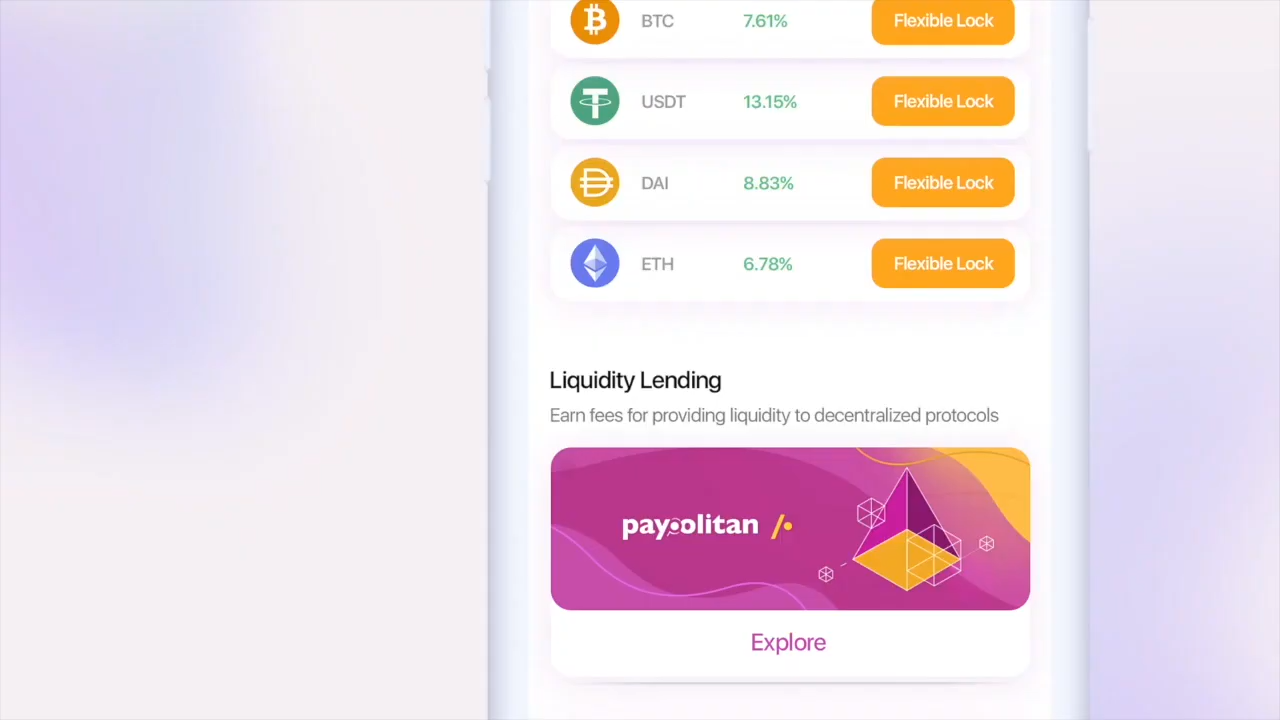 BTC 7.61% Flexible Lock
USDT 13.15% Flexible Lock
DAI 8.83% Flexible Lock
ETH 6.78% Flexible Lock
Liquidity Lending
Earn fees for providing liquidity to decentralized protocols
paypolitan
Explore